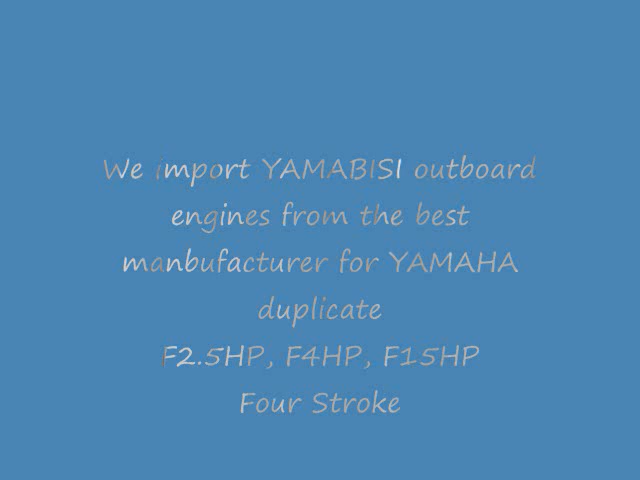 We import YAMABISI outboard
engines from the best
manbufacturer for YAMAHA
duplicate
F2.5HP, F4HP, F15HP
Four Stroke